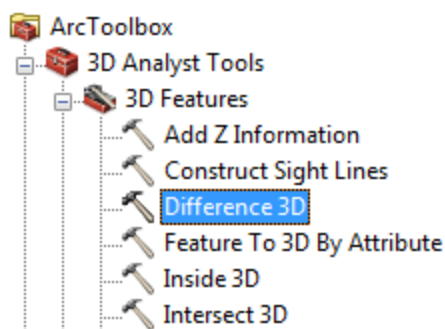 ArcToolbox
3D Analyst Tools
3D Features
Add Z Information
Construct Sight Lines
Difference 3D
Feature To 3D By Attribute
Inside 3D
Intersect 3D